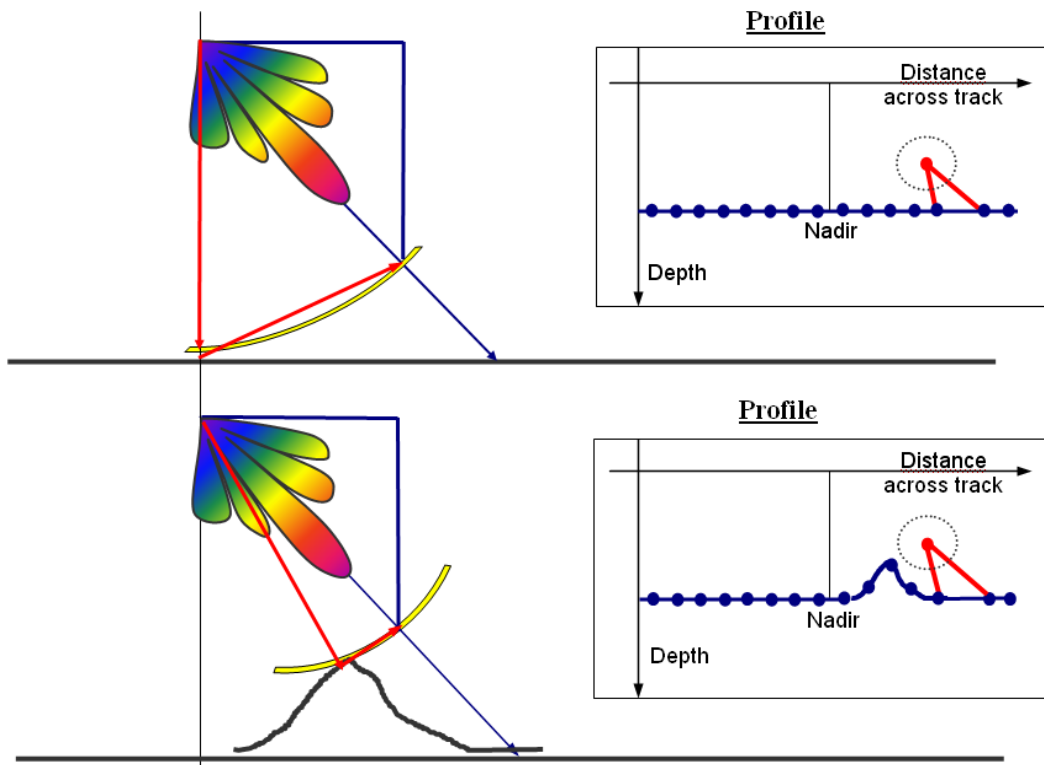 Profile
Distance
across track
Nadir
Depth
Profile
Distance
across track
Nadir
Depth